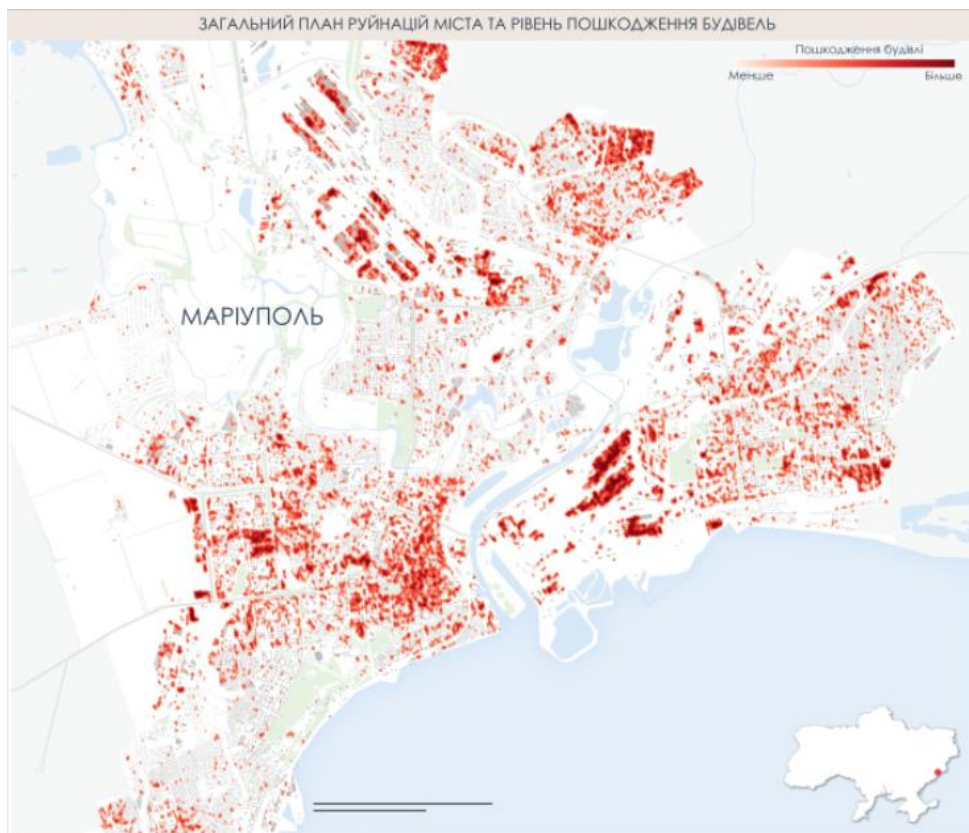 ЗАГАЛЬНИЙ ПЛАН РУЙНАЦІЙ МІСТА ТА РІВЕНЬ ПОШКОДЖЕННЯ БУДІВЕЛЬ
Пошкодження будівлі
Менше Більше
МАРІУПОЛЬ